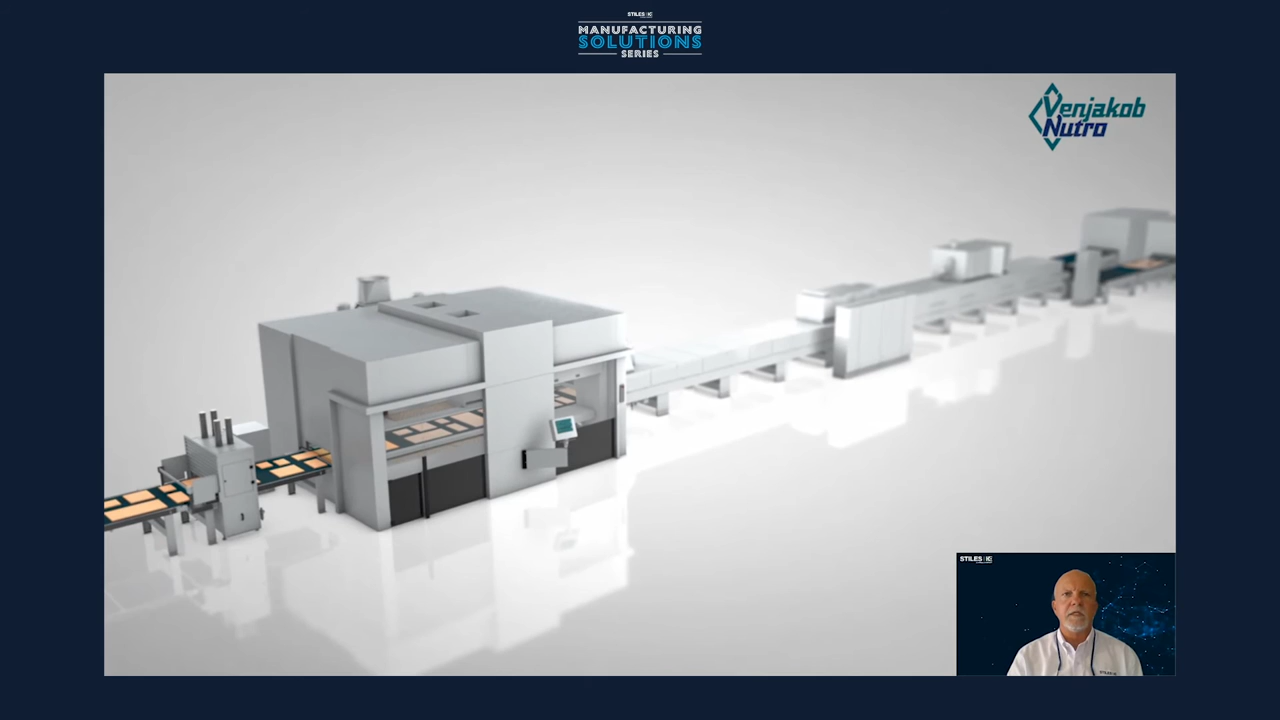 STILES
MANUFACTURING
SOLUTIONS
SERIES
Venjakob
Nutro
STILES